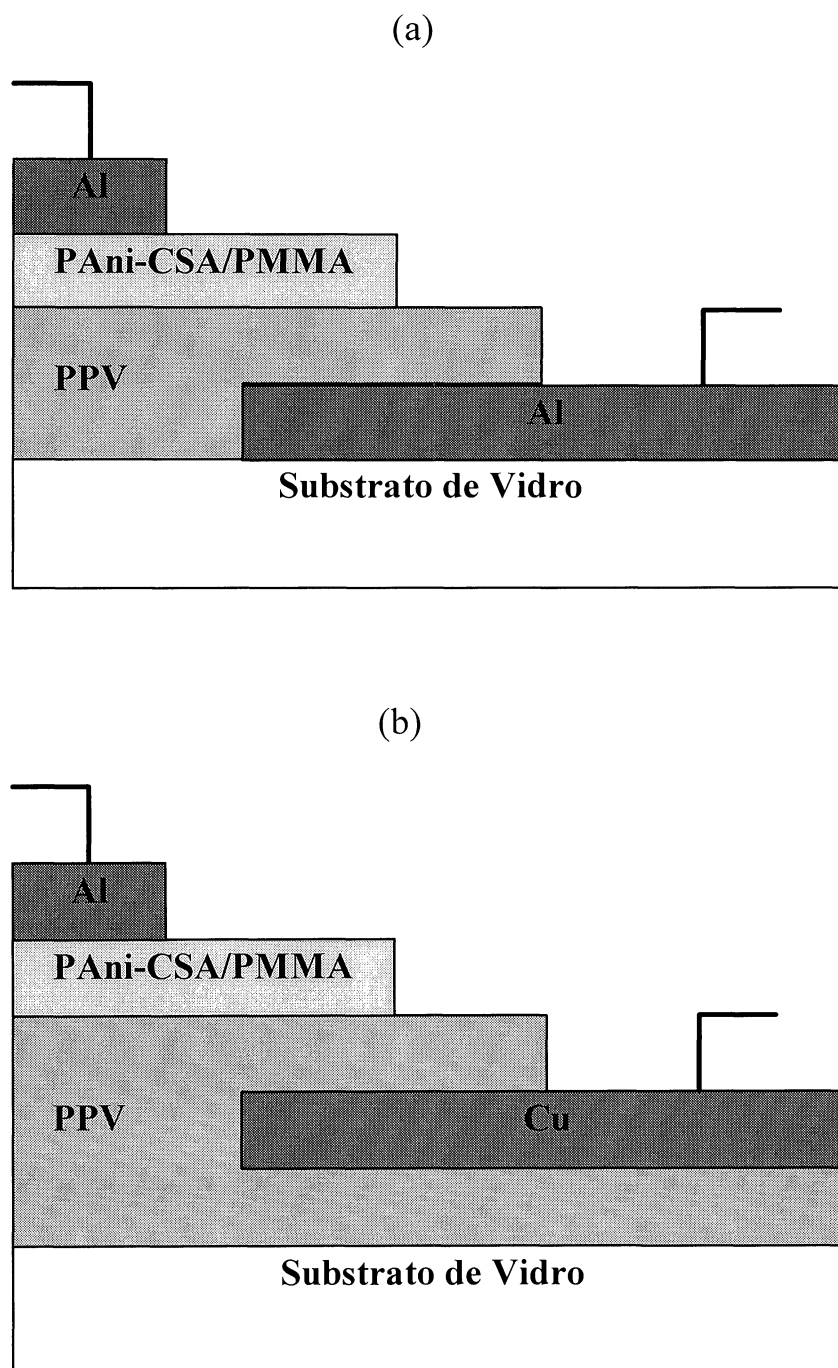 (a)
Al
PAni-CSA/PMMA
PPV
Al
Substrato de Vidro
(b)
Al
PAni-CSA/PMMA
PPV
Cu
Substrato de Vidro